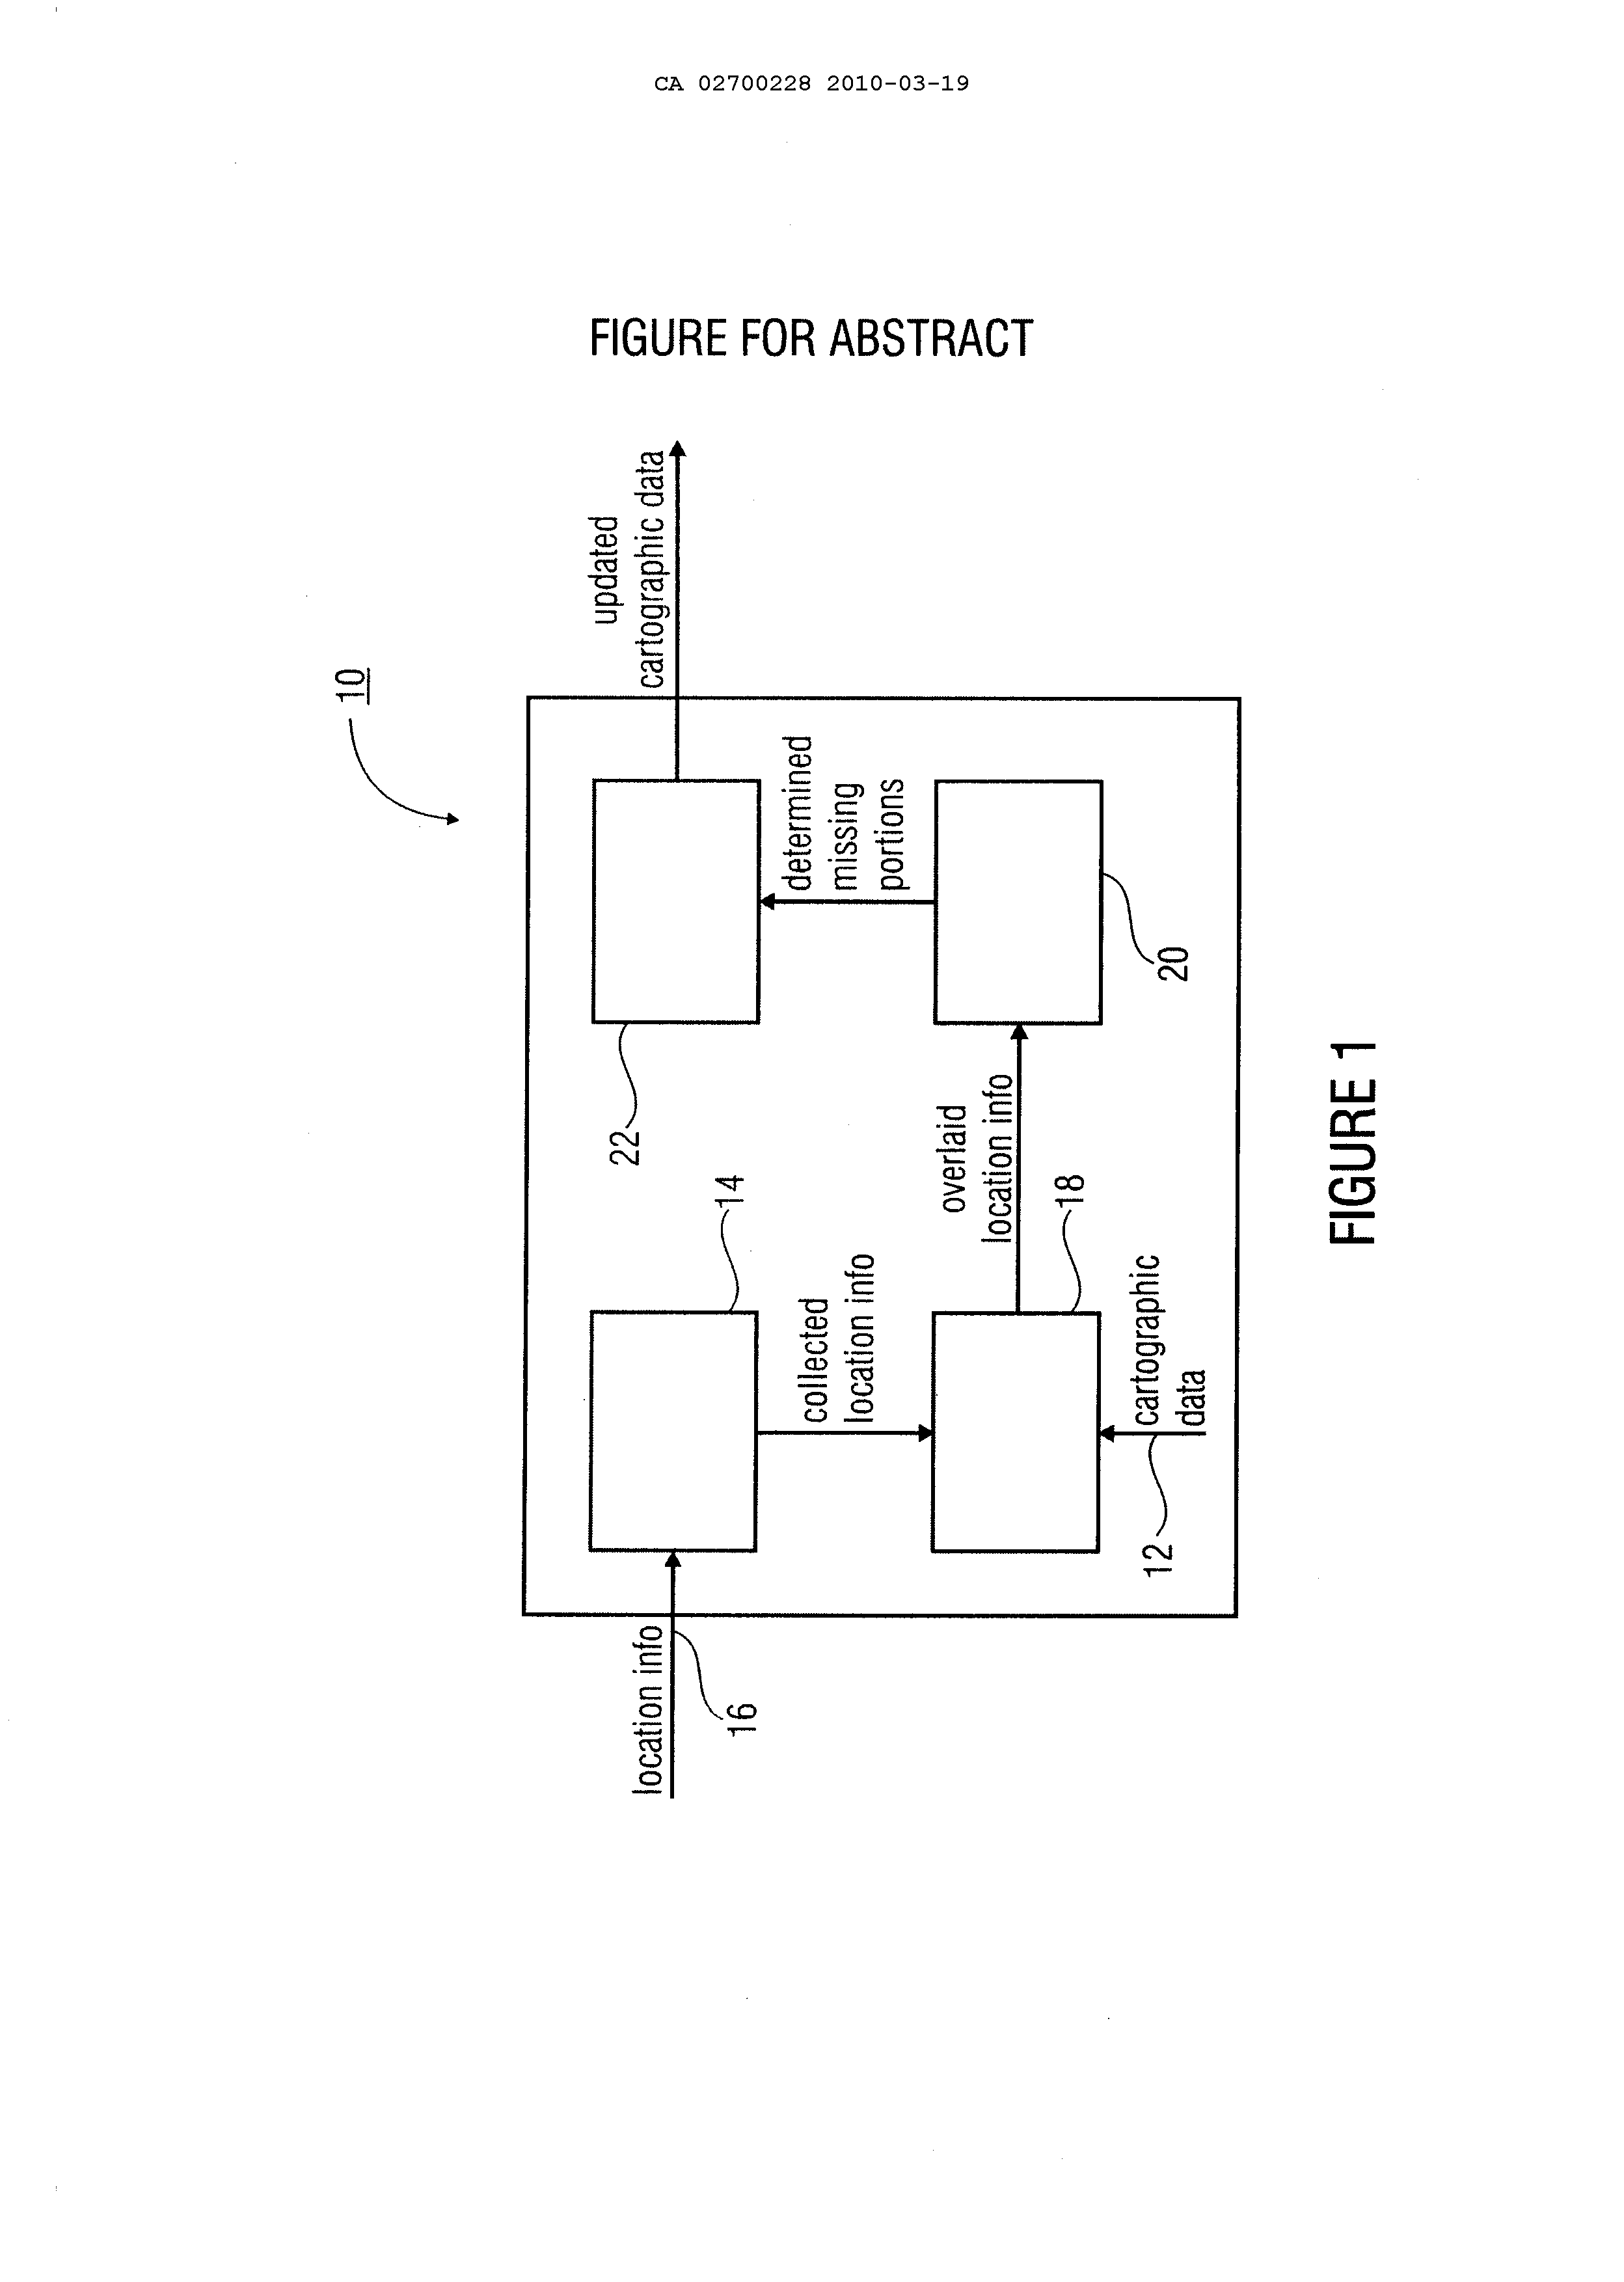 CA 02700228 2010-03-19
FIGURE FOR ABSTRACT
10
updated
cartographic data
22
determined
missing
portions
20
14
overlaid
location info
18
collected
location info
cartographic
data
12
location info
16
FIGURE 1